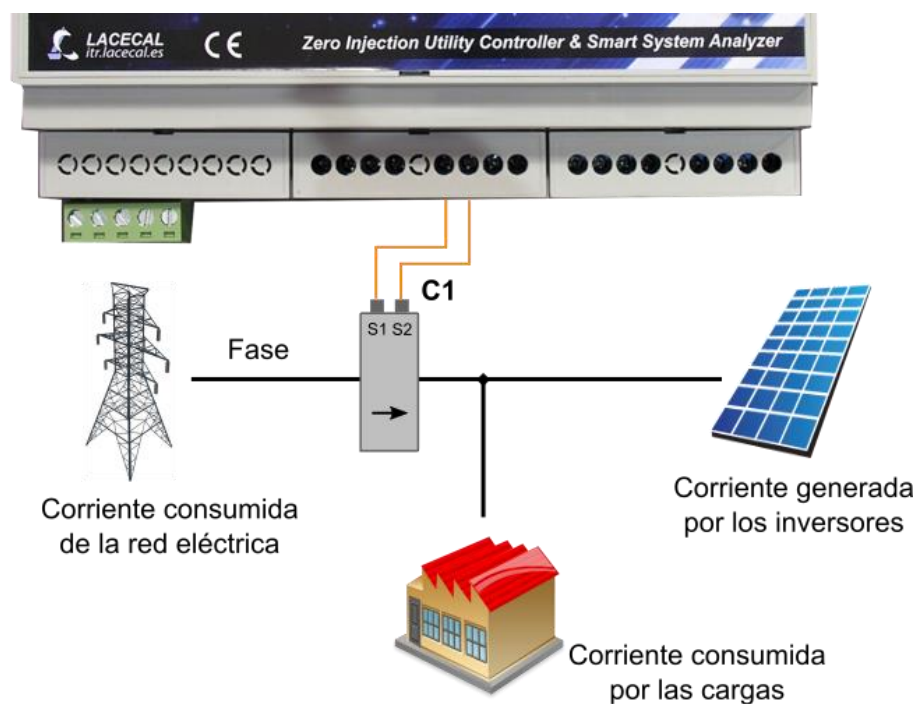 LACECAL
itr.lacecal.es
CE
Zero Injection Utility Controller & Smart System Analyzer
C1
S1 S2
Fase
Corriente consumida
de la red eléctrica
Corriente generada
por los inversores
Corriente consumida
por las cargas